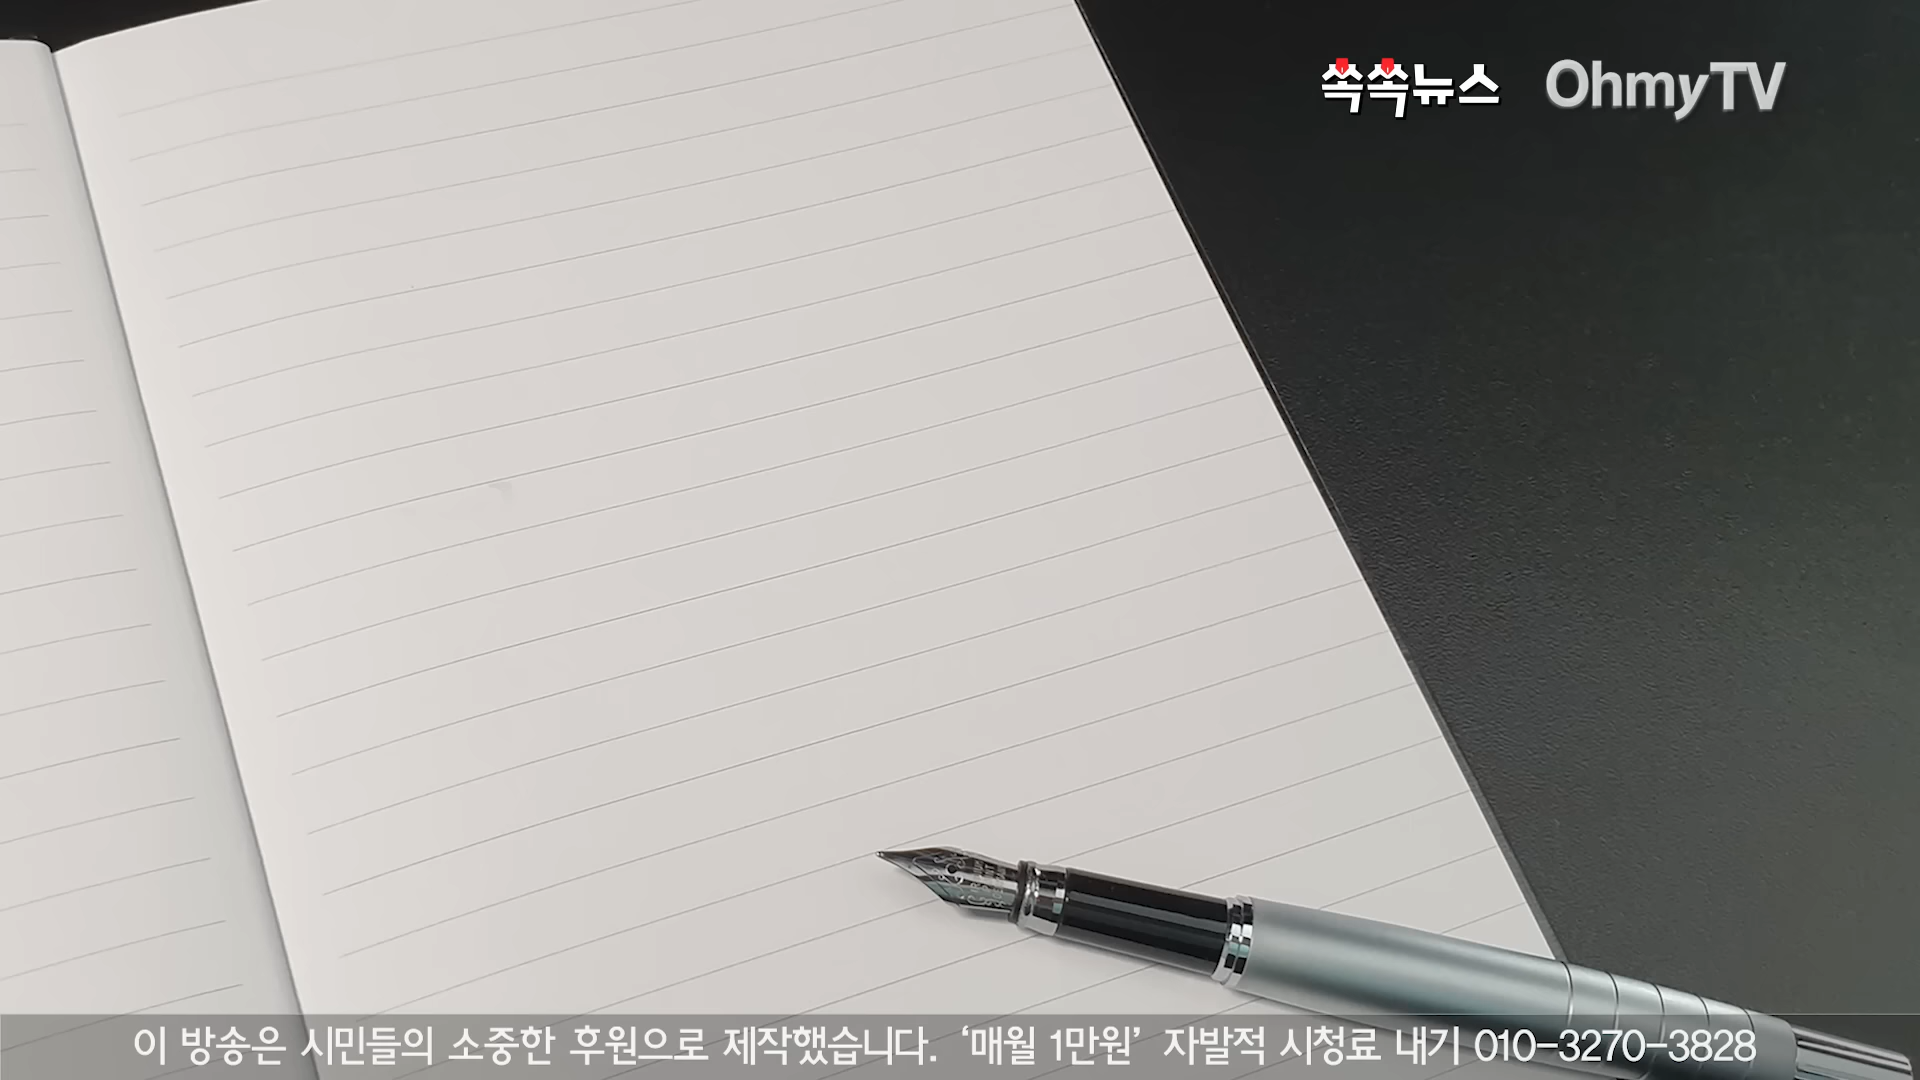 쏙쏙뉴스 OhmyTV
이 방송은 시민들의 소중한 후원으로 제작했습니다. ‘매월 1만원’ 자발적 시청료 내기 010-3270-3828